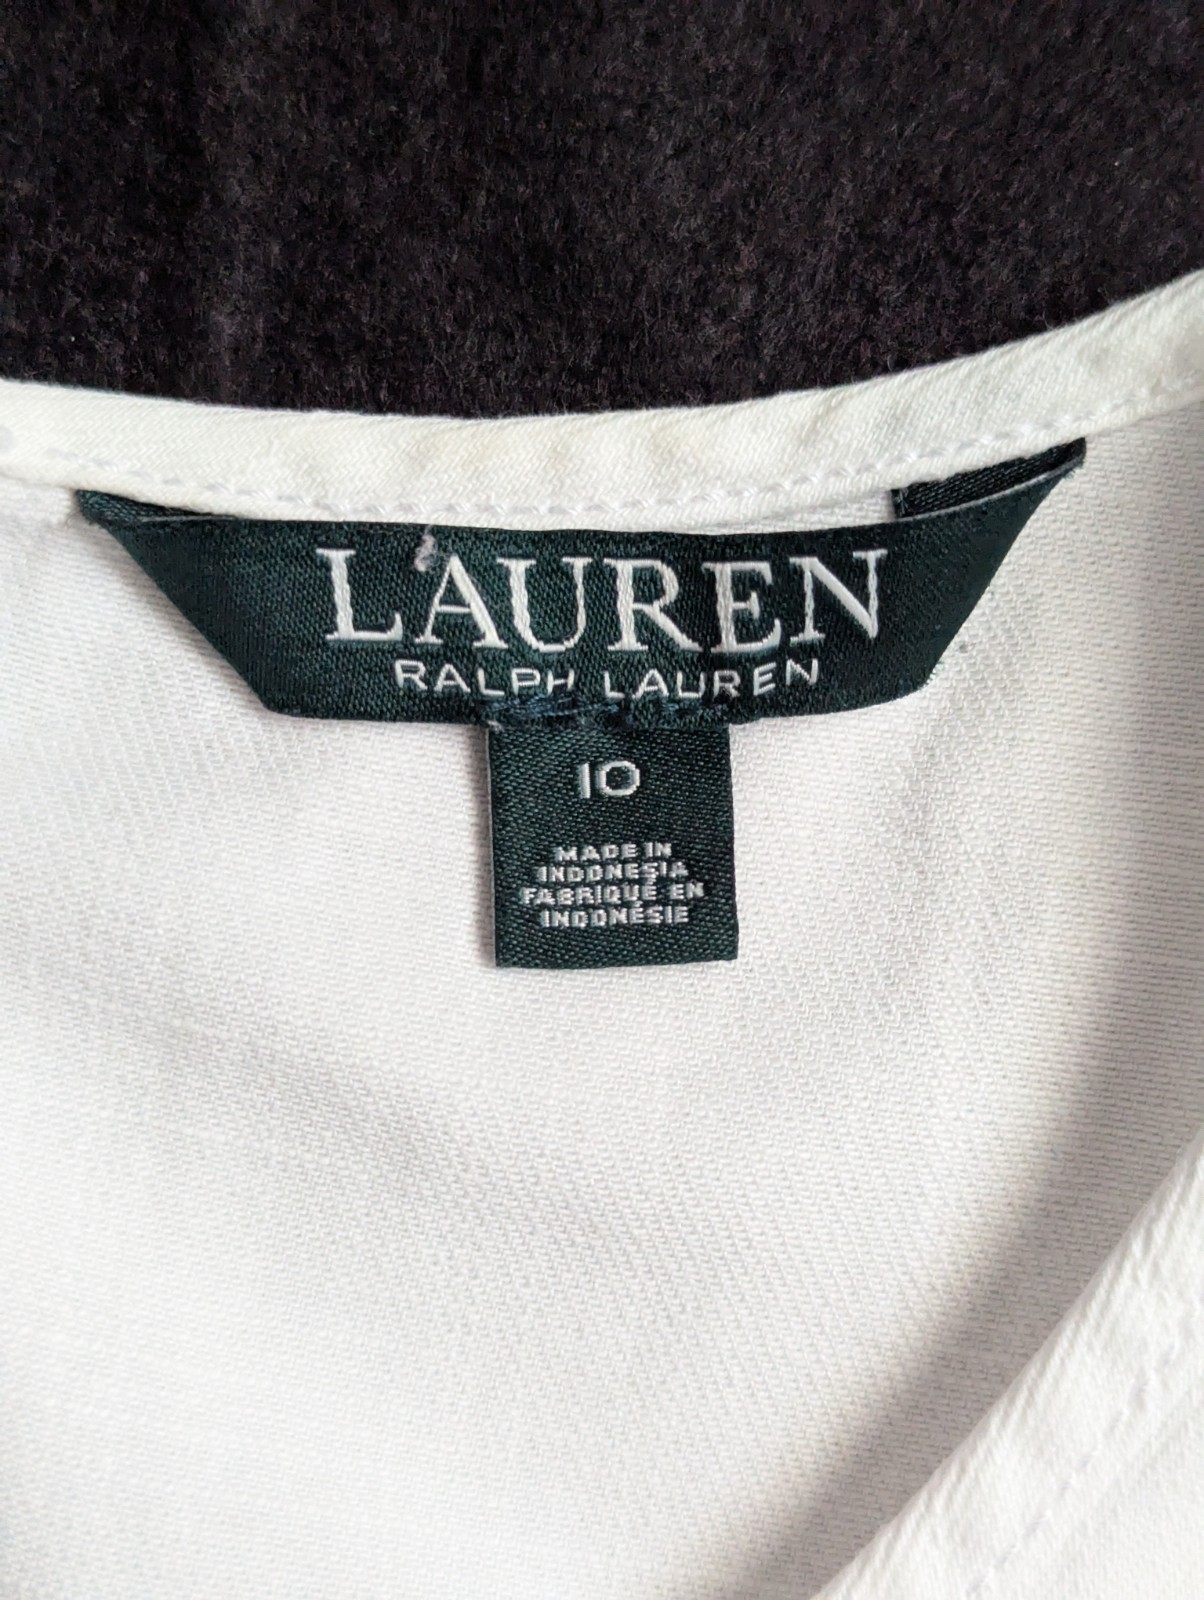 LAUREN
RALPH LAUREN
10
MADE IN
INDONESIA
FABRIQUÉ EN
INDONÉSIE